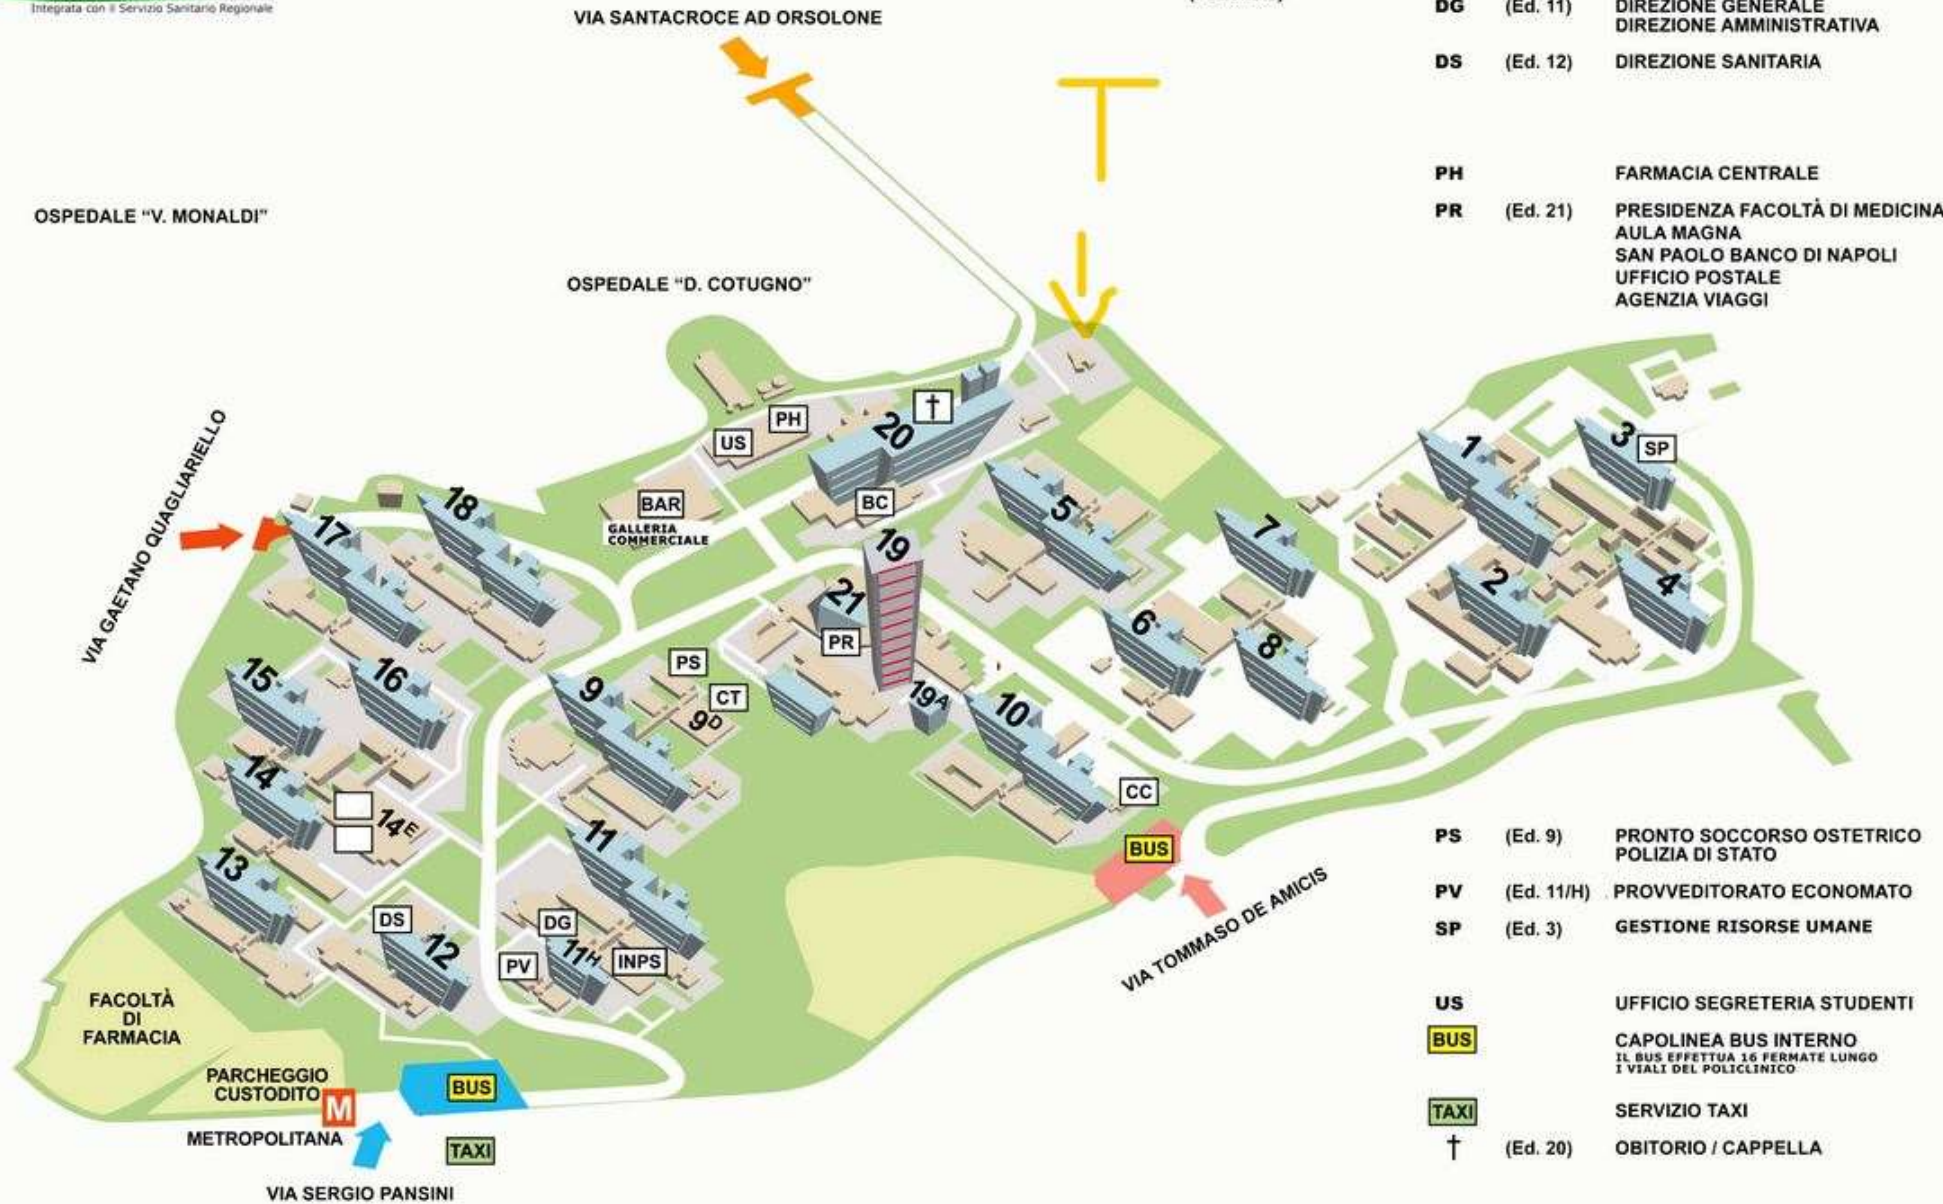 Integrata con il Servizio Sanitario Regionale
VIA SANTACROCE AD ORSOLONE
DG (Ed. 11) DIREZIONE GENERALE
DIREZIONE AMMINISTRATIVA
DS (Ed. 12) DIREZIONE SANITARIA
PH FARMACIA CENTRALE
PR (Ed. 21) PRESIDENZA FACOLTÀ DI MEDICINA
AULA MAGNA
SAN PAOLO BANCO DI NAPOLI
UFFICIO POSTALE
AGENZIA VIAGGI
OSPEDALE “V. MONALDI”
OSPEDALE “D. COTUGNO”
VIA GAETANO QUAGLIARIELLO
PH
US
20
†
BAR
GALLERIA
COMMERCIALE
BC
1
3
SP
18
17
5
7
19
2
4
21
PR
6
8
15
16
9
PS
CT
9D
19A
10
14
14E
CC
BUS
11
13
DS
12
DG
PV
11H
INPS
VIA TOMMASO DE AMICIS
FACOLTÀ
DI
FARMACIA
PARCHEGGIO
CUSTODITO
M
METROPOLITANA
BUS
TAXI
VIA SERGIO PANSINI
PS (Ed. 9) PRONTO SOCCORSO OSTETRICO
POLIZIA DI STATO
PV (Ed. 11/H) . PROVVEDITORATO ECONOMATO
SP (Ed. 3) GESTIONE RISORSE UMANE
US UFFICIO SEGRETERIA STUDENTI
BUS CAPOLINEA BUS INTERNO
IL BUS EFFETTUA 16 FERMATE LUNGO
I VIALI DEL POLICLINICO
TAXI SERVIZIO TAXI
† (Ed. 20) OBITORIO / CAPPELLA